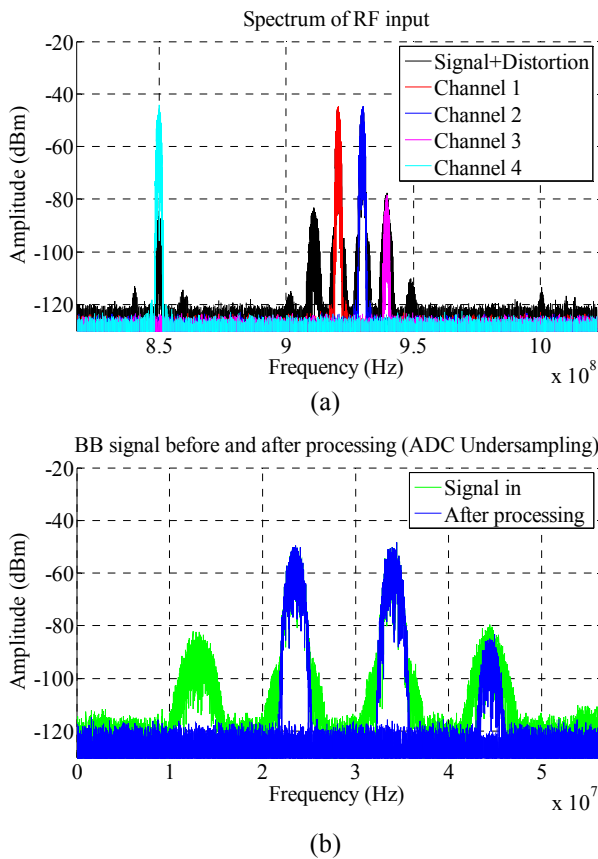 Spectrum of RF input
-20
-40
-60
-80
-100
-120
Amplitude (dBm)
Signal+Distortion
Channel 1
Channel 2
Channel 3
Channel 4
8.5
9
9.5
10
Frequency (Hz)
x 10^8
(a)
BB signal before and after processing (ADC Undersampling)
-20
-40
-60
-80
-100
-120
Amplitude (dBm)
Signal in
After processing
0
1
2
3
4
5
Frequency (Hz)
x 10^7
(b)